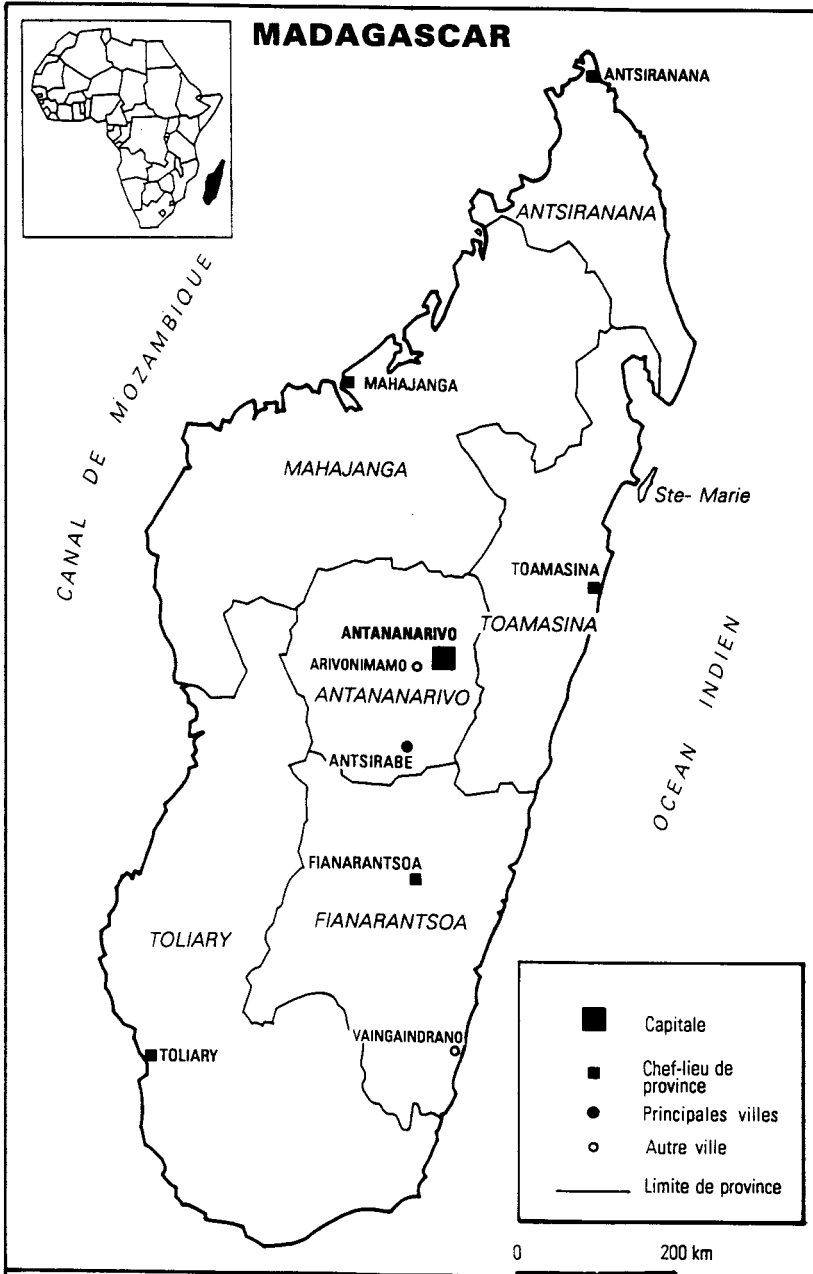 MADAGASCAR
ANTSIRANANA
ANTSIRANANA
CANAL DE MOZAMBIQUE
MAHAJANGA
MAHAJANGA
Ste- Marie
TOAMASINA
TOAMASINA
ANTANANARIVO
ARIVONIMAMO
ANTANANARIVO
ANTSIRABE
OCEAN INDIEN
FIANARANTSOA
FIANARANTSOA
TOLIARY
VAINGAINDRANO
TOLIARY
Capitale
Chef-lieu de
province
Principales villes
Autre ville
Limite de province
0 200 km